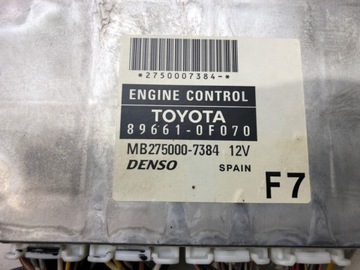 *2750007384-*
ENGINE CONTROL
TOYOTA
89661-0F070
MB275000-7384 12V
DENSO SPAIN
F7